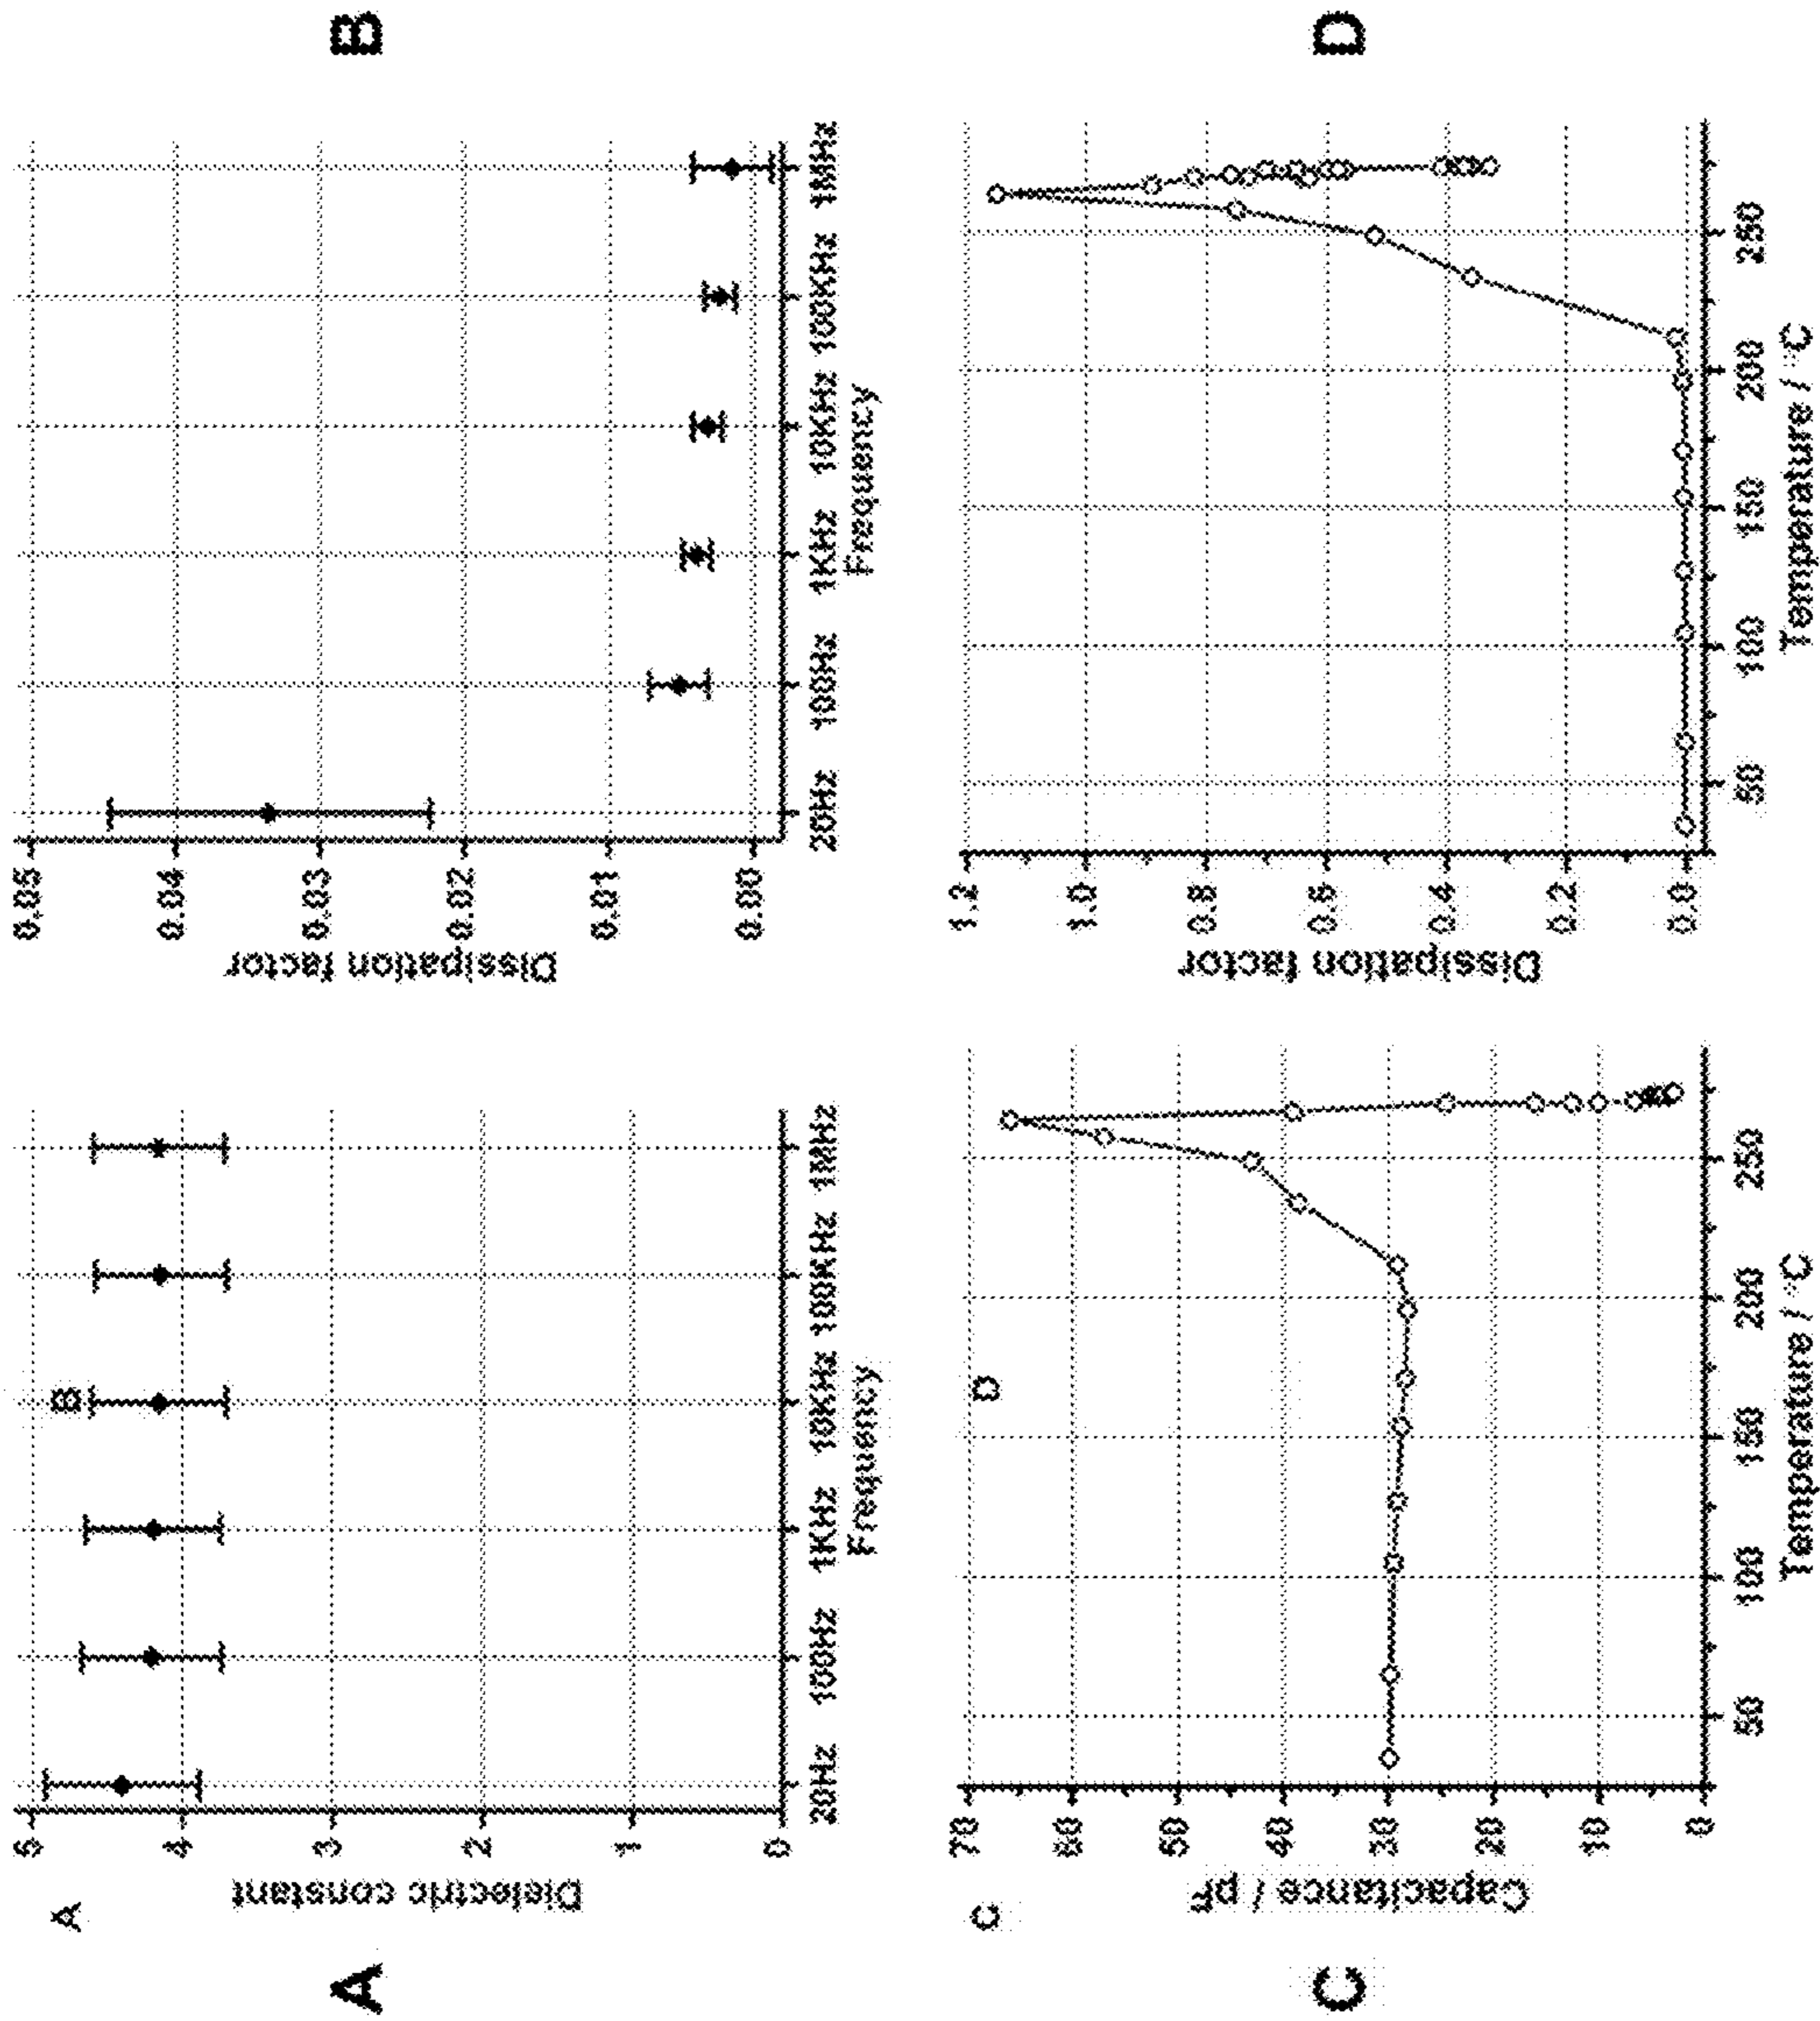 A
A
5
4
3
2
1
0
Dielectric constant
20Hz 100Hz 1KHz 10KHz 100KHz 1MHz
Frequency
B
B
0.05
0.04
0.03
0.02
0.01
0.00
Dissipation factor
20Hz 100Hz 1KHz 10KHz 100KHz 1MHz
Frequency
C
C
70
60
50
40
30
20
10
0
Capacitance / pF
50 100 150 200 250
Temperature / °C
D
D
1.2
1.0
0.8
0.6
0.4
0.2
0.0
Dissipation factor
50 100 150 200 250
Temperature / °C